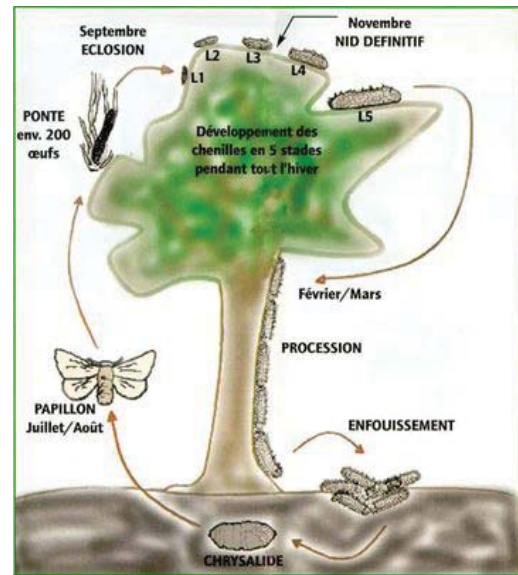 Septembre
ECLOSION
Novembre
NID DEFINITIF
L1
L2
L3
L4
L5
PONTE
env. 200
œufs
Développement des
chenilles en 5 stades
pendant tout l'hiver
Février/Mars
PROCESSION
PAPILLON
Juillet/Août
ENFOUISSEMENT
CHRYSALIDE